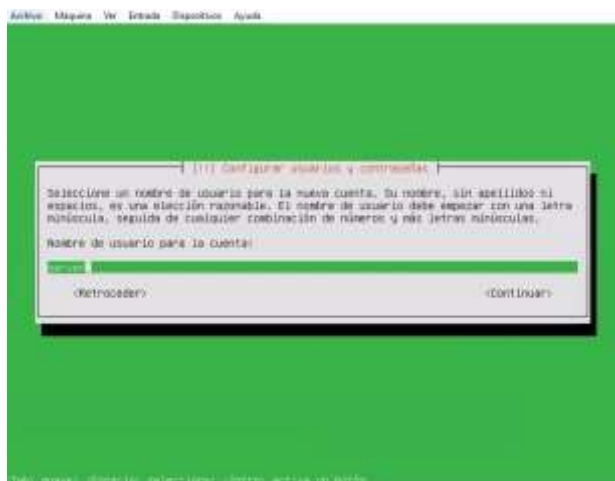 Archivo Máquina Ver Entrada Dispositivos Ayuda
[!!] Configurar usuarios y contraseñas
Seleccione un nombre de usuario para la nueva cuenta. Su nombre, sin apellidos ni
espacios, es una elección razonable. El nombre de usuario debe empezar con una letra
minúscula, seguida de cualquier combinación de números y más letras minúsculas.
Nombre de usuario para la cuenta:
<Retroceder> <Continuar>